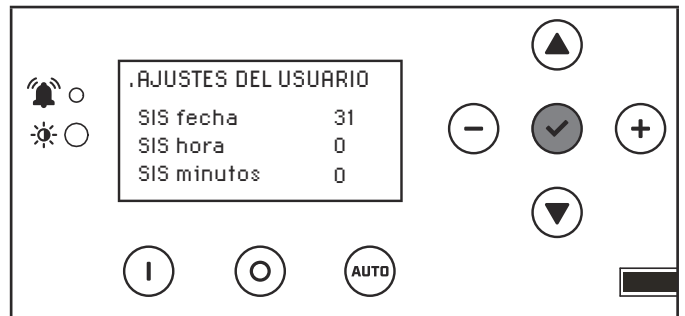 .AJUSTES DEL USUARIO
SIS fecha 31
SIS hora 0
SIS minutos 0
AUTO